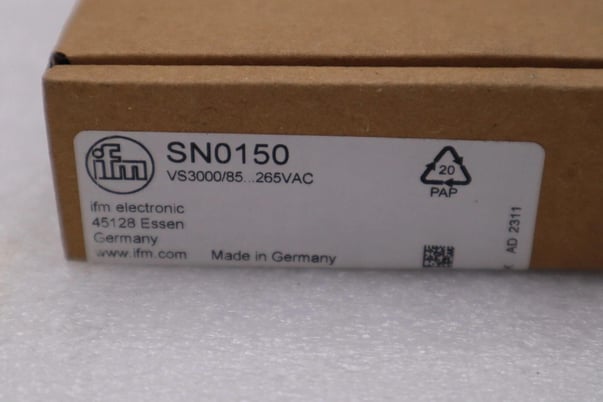 ifm
SN0150
VS3000/85...265VAC
ifm electronic
45128 Essen
Germany
www.ifm.com
Made in Germany
20
PAP
AD 2311